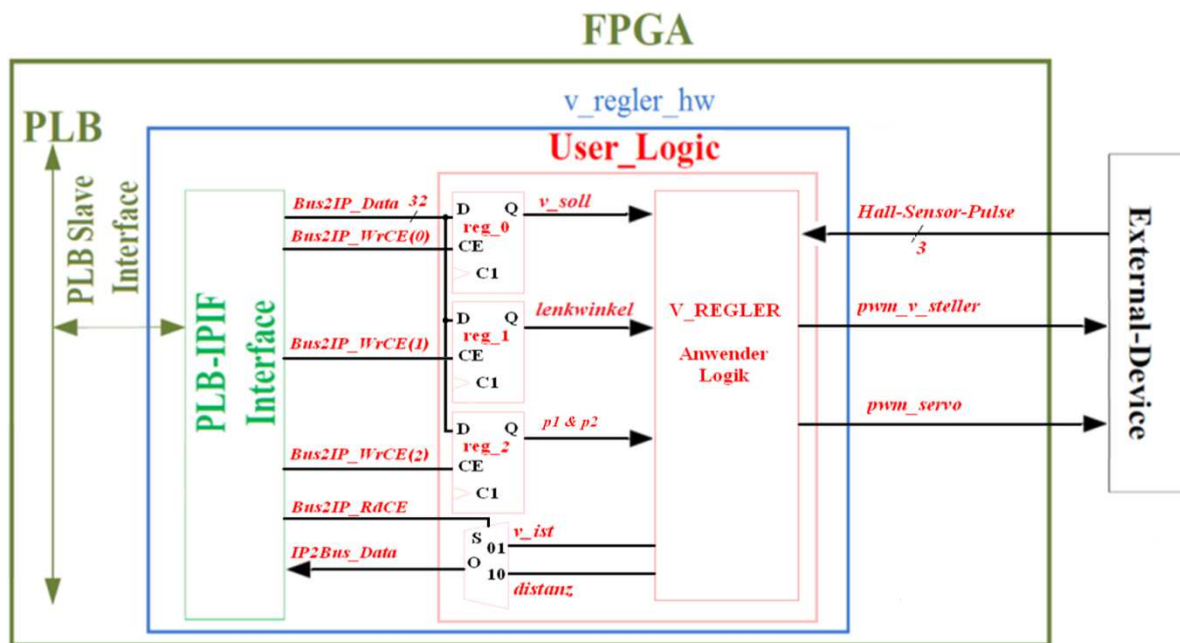 FPGA
v_regler_hw
PLB
User_Logic
PLB Slave
Interface
PLB-IPIF
Interface
Bus2IP_Data
32
Bus2IP_WrCE(0)
D
Q
reg_0
CE
C1
v_soll
Bus2IP_WrCE(1)
D
Q
reg_1
CE
C1
lenkwinkel
Bus2IP_WrCE(2)
D
Q
reg_2
CE
C1
p1 & p2
Bus2IP_RdCE
IP2Bus_Data
S
01
O
10
v_ist
distanz
V_REGLER
Anwender
Logik
Hall-Sensor-Pulse
3
pwm_v_steller
pwm_servo
External-Device